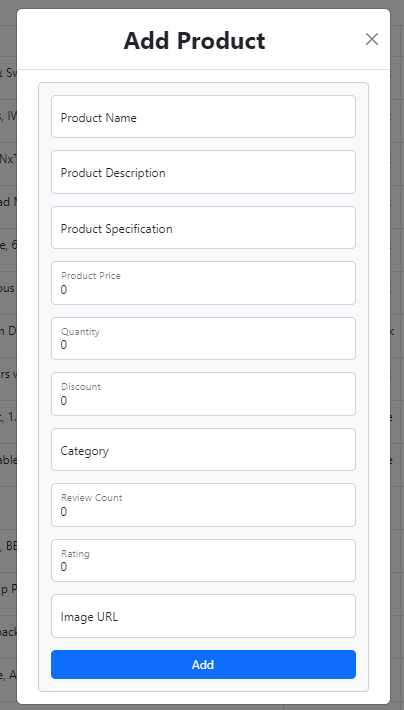 Add Product
Product Name
Product Description
Product Specification
Product Price
0
Quantity
0
Discount
0
Category
Review Count
0
Rating
0
Image URL
Add